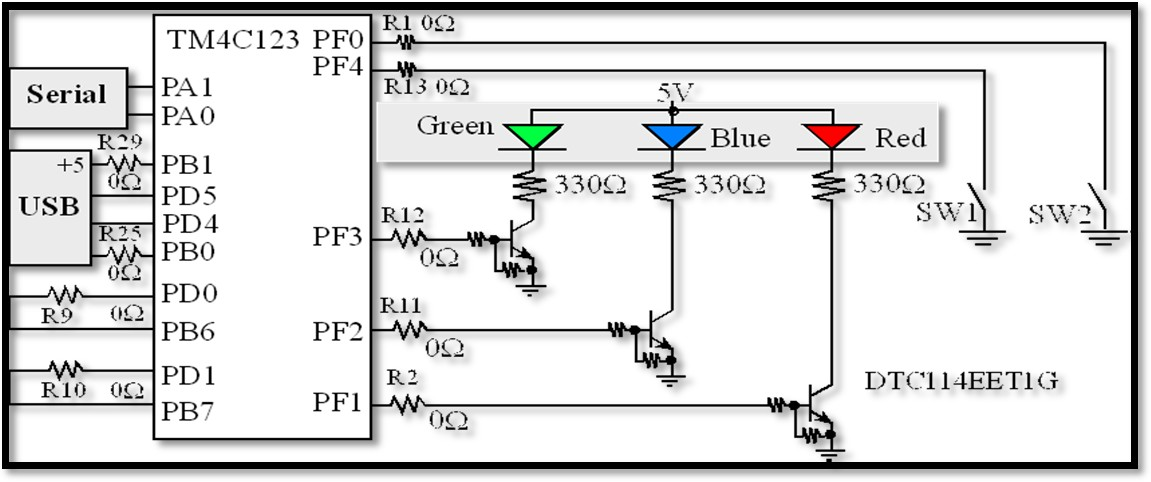 R1 0Ω
TM4C123 PF0
PF4
R13 0Ω
Serial
PA1
PA0
5V
Green
Blue
Red
R29
+5
0Ω
PB1
USB
PD5
PD4
R25
0Ω
PB0
330Ω
330Ω
330Ω
SW1
SW2
R12
PF3
0Ω
PD0
R9 0Ω
PB6
R11
PF2
0Ω
PD1
R10 0Ω
PB7
R2
PF1
0Ω
DTC114EET1G